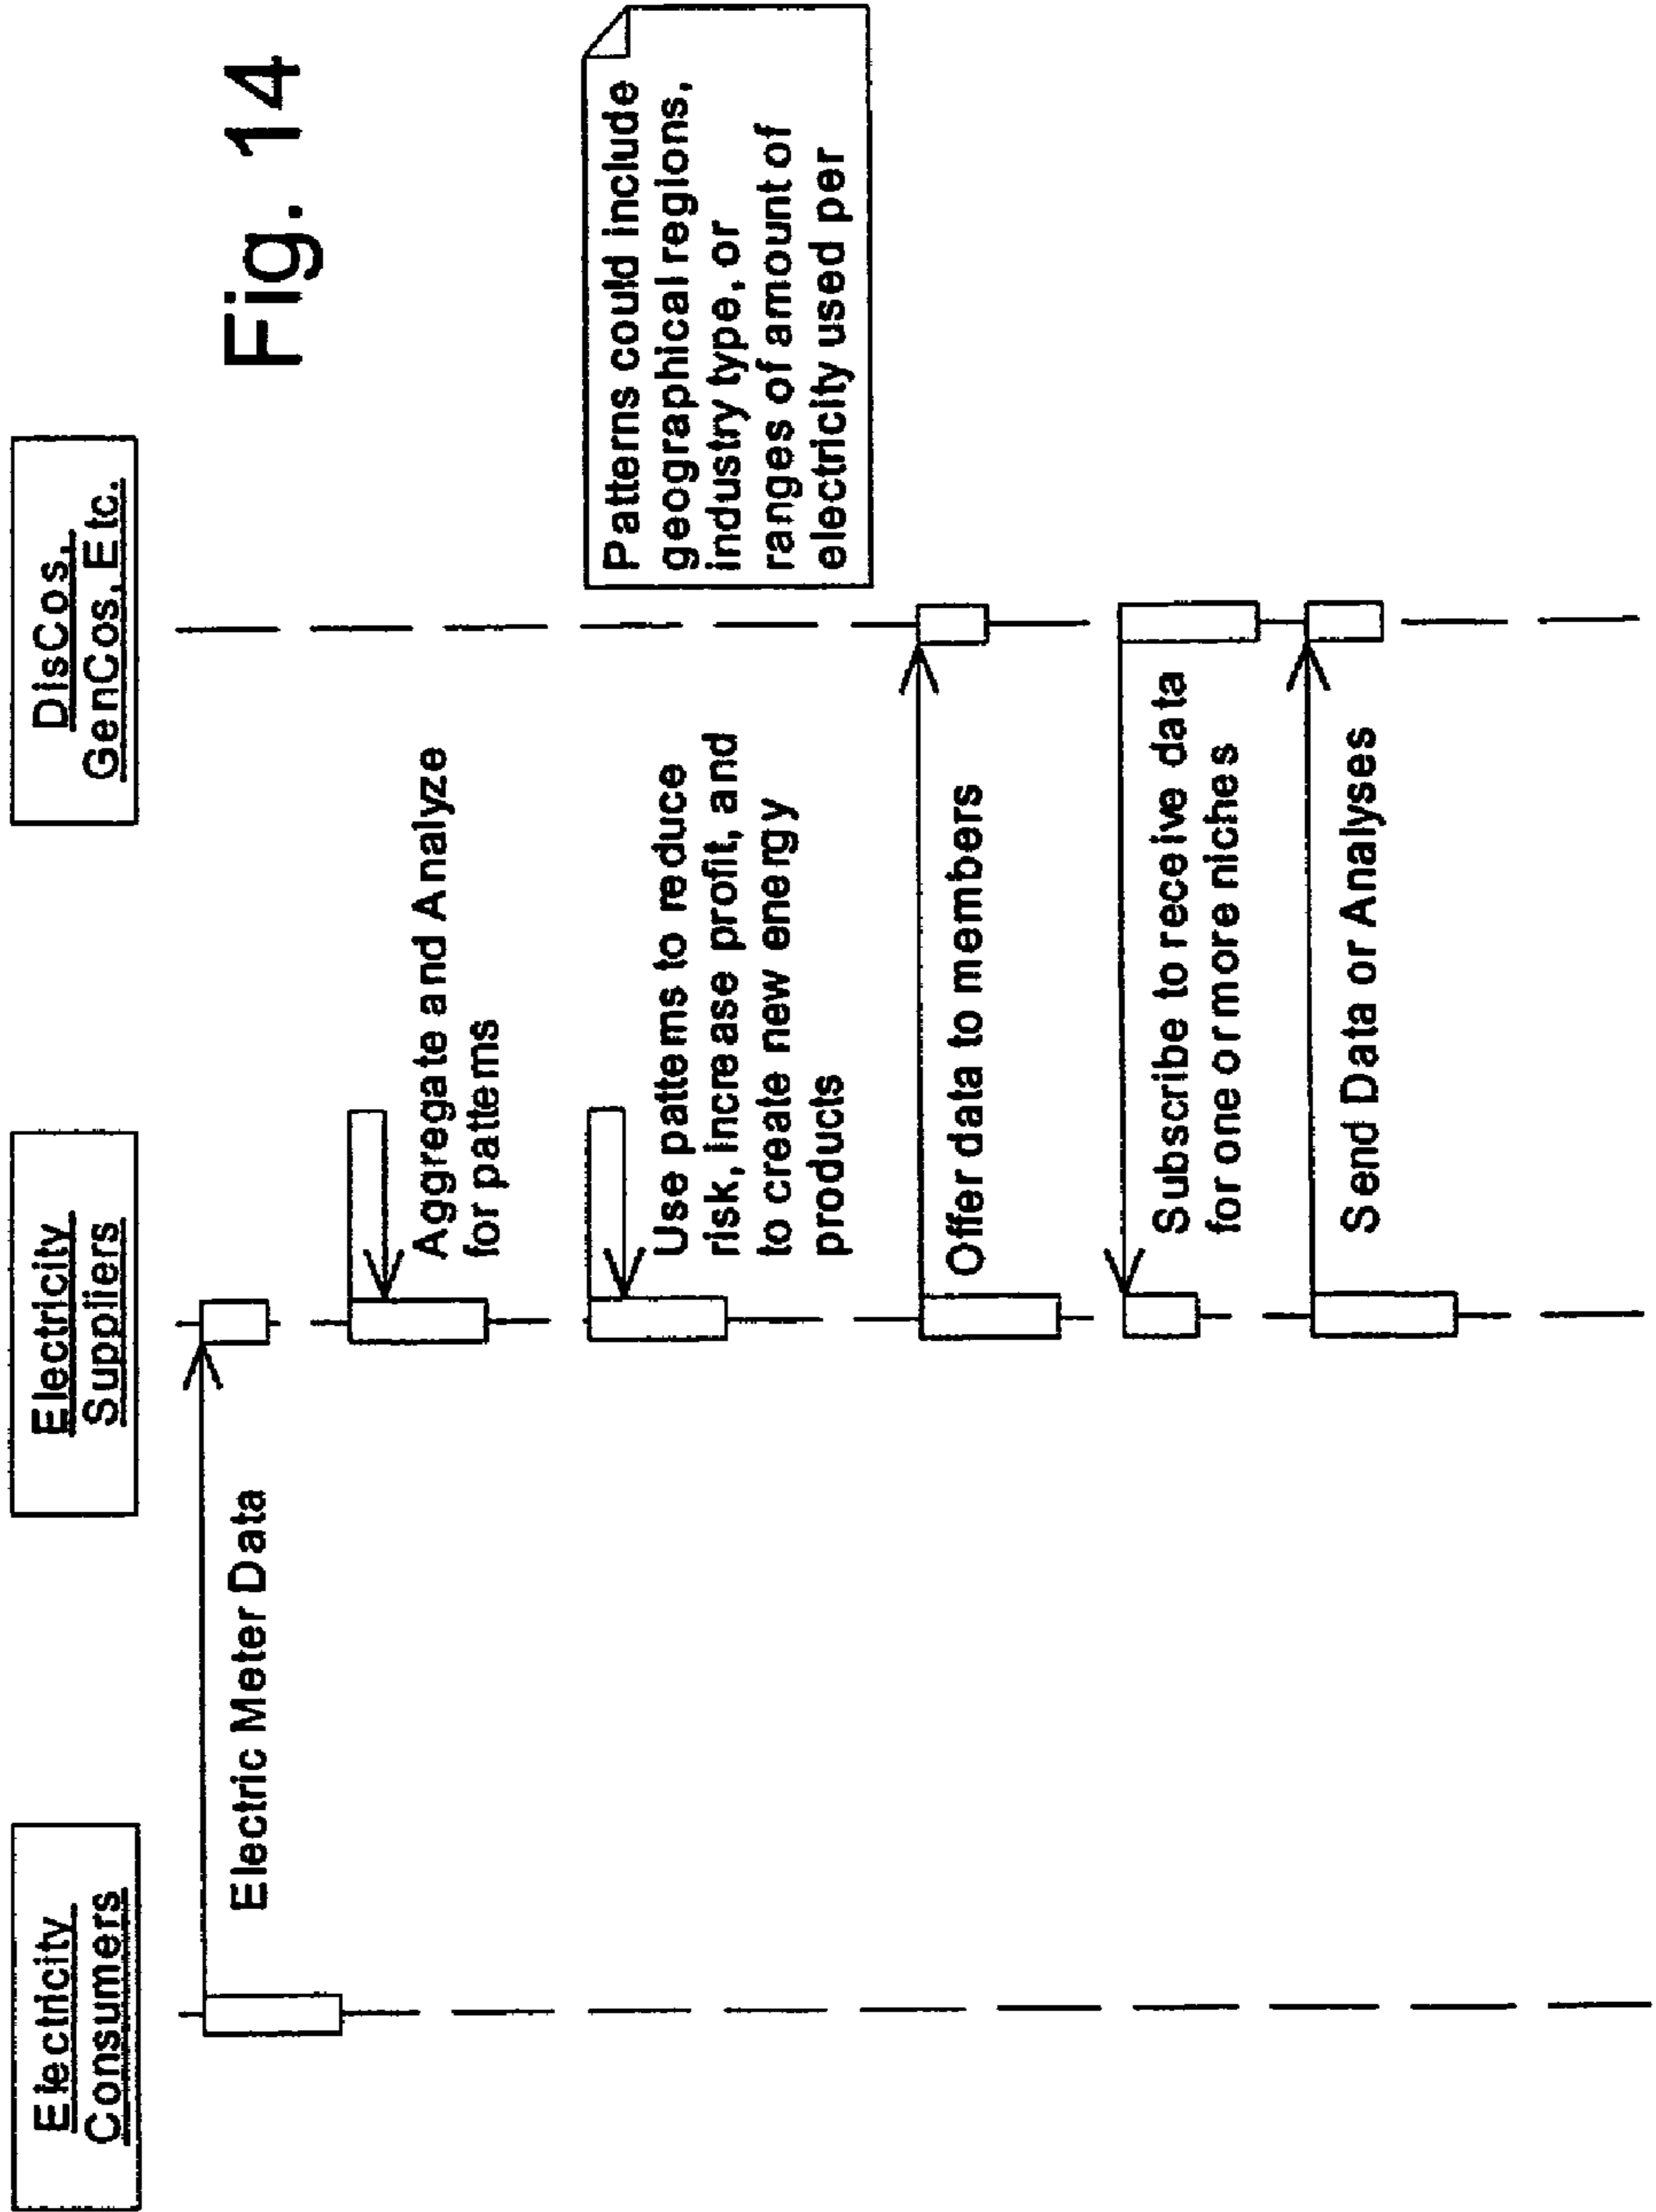 Fig. 14
Electricity
Consumers
Electricity
Suppliers
DisCos,
GenCos, Etc.
Electric Meter Data
Aggregate and Analyze
for patterns
Use patterns to reduce
risk, increase profit, and
to create new energy
products
Patterns could include
geographical regions,
industry type, or
ranges of amount of
electricity used per
Offer data to members
Subscribe to receive data
for one or more niches
Send Data or Analyses